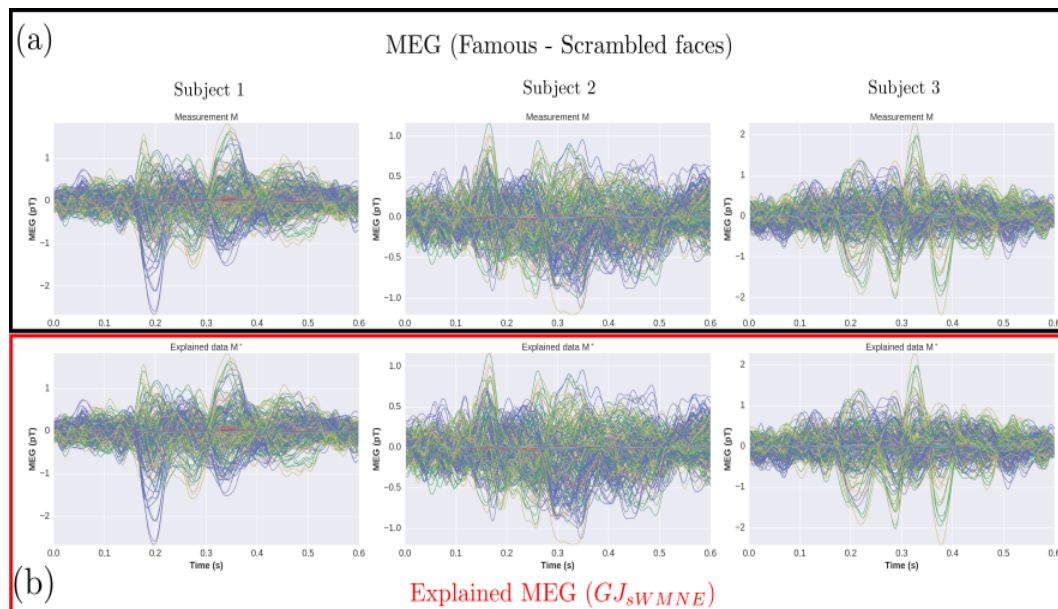 (a)
MEG (Famous - Scrambled faces)
Subject 1 Subject 2 Subject 3
Measurement M Measurement M Measurement M
MEG (pT) MEG (pT) MEG (pT)
1 1.0 2
0 0.5 1
−1 0.0 0
−2 −0.5 −1
−1.0 −2
0.0 0.1 0.2 0.3 0.4 0.5 0.6 0.0 0.1 0.2 0.3 0.4 0.5 0.6 0.0 0.1 0.2 0.3 0.4 0.5 0.6
Explained data M* Explained data M* Explained data M*
MEG (pT) MEG (pT) MEG (pT)
1 1.0 2
0 0.5 1
−1 0.0 0
−2 −0.5 −1
−1.0 −2
0.0 0.1 0.2 0.3 0.4 0.5 0.6 0.0 0.1 0.2 0.3 0.4 0.5 0.6 0.0 0.1 0.2 0.3 0.4 0.5 0.6
Time (s) Time (s) Time (s)
(b)
Explained MEG (GJsWMNE)